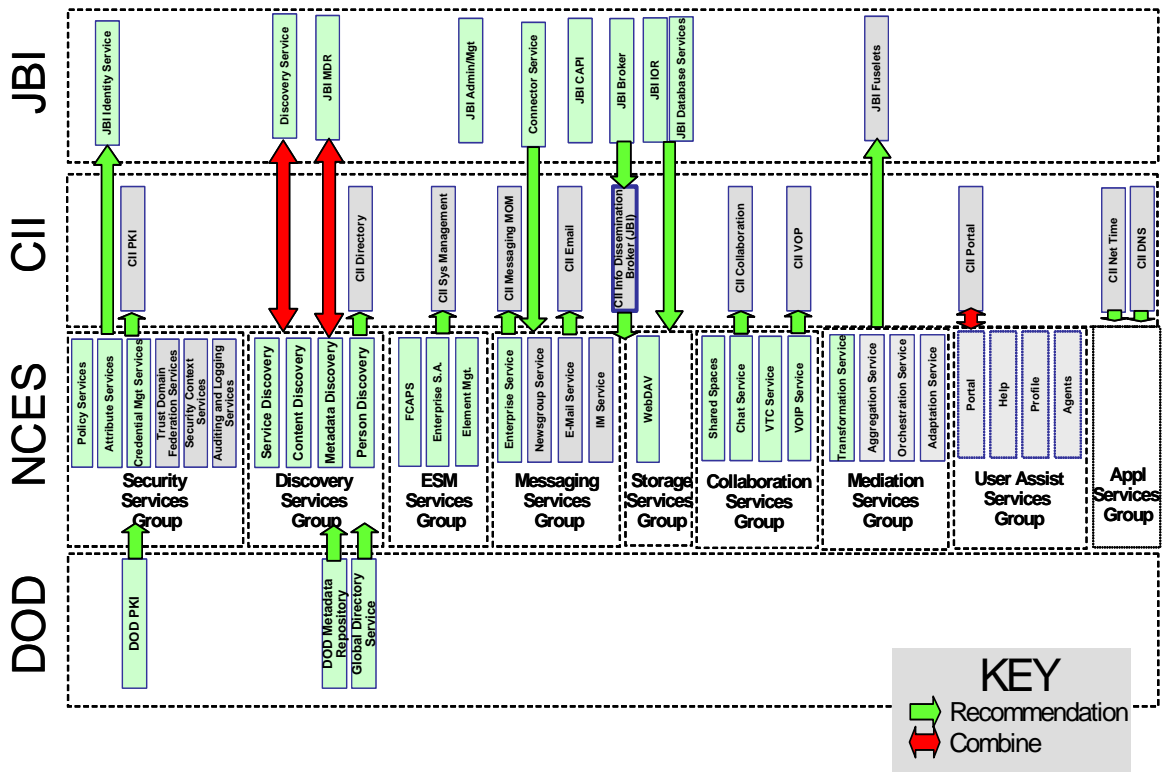 JBI
JBI Identity Service
Discovery Service
JBI MDR
JBI Admin/Mgt
Connector Service
JBI CAPI
JBI Broker
JBI IOR
JBI Database Services
JBI Fuselets
CII
CII PKI
CII Directory
CII Sys Management
CII Messaging MOM
CII Email
CII Info Dissemination
Broker (JBI)
CII Collaboration
CII VOP
CII Portal
CII Net Time
CII DNS
NCES
Policy Services
Attribute Services
Credential Mgt Services
Trust Domain
Federation Services
Security Context
Services
Auditing and Logging
Services
Security
Services
Group
Service Discovery
Content Discovery
Metadata Discovery
Person Discovery
Discovery
Services
Group
FCAPS
Enterprise S.A.
Element Mgt.
ESM
Services
Group
Enterprise Service
Newsgroup Service
E-Mail Service
IM Service
Messaging
Services
Group
WebDAV
Storage
Services
Group
Shared Spaces
Chat Service
VTC Service
VOIP Service
Collaboration
Services
Group
Transformation Service
Aggregation Service
Orchestration Service
Adaptation Service
Mediation
Services
Group
Portal
Help
Profile
Agents
User Assist
Services
Group
Appl
Services
Group
DOD
DOD PKI
DOD Metadata
Repository
Global Directory
Service
KEY
Recommendation
Combine